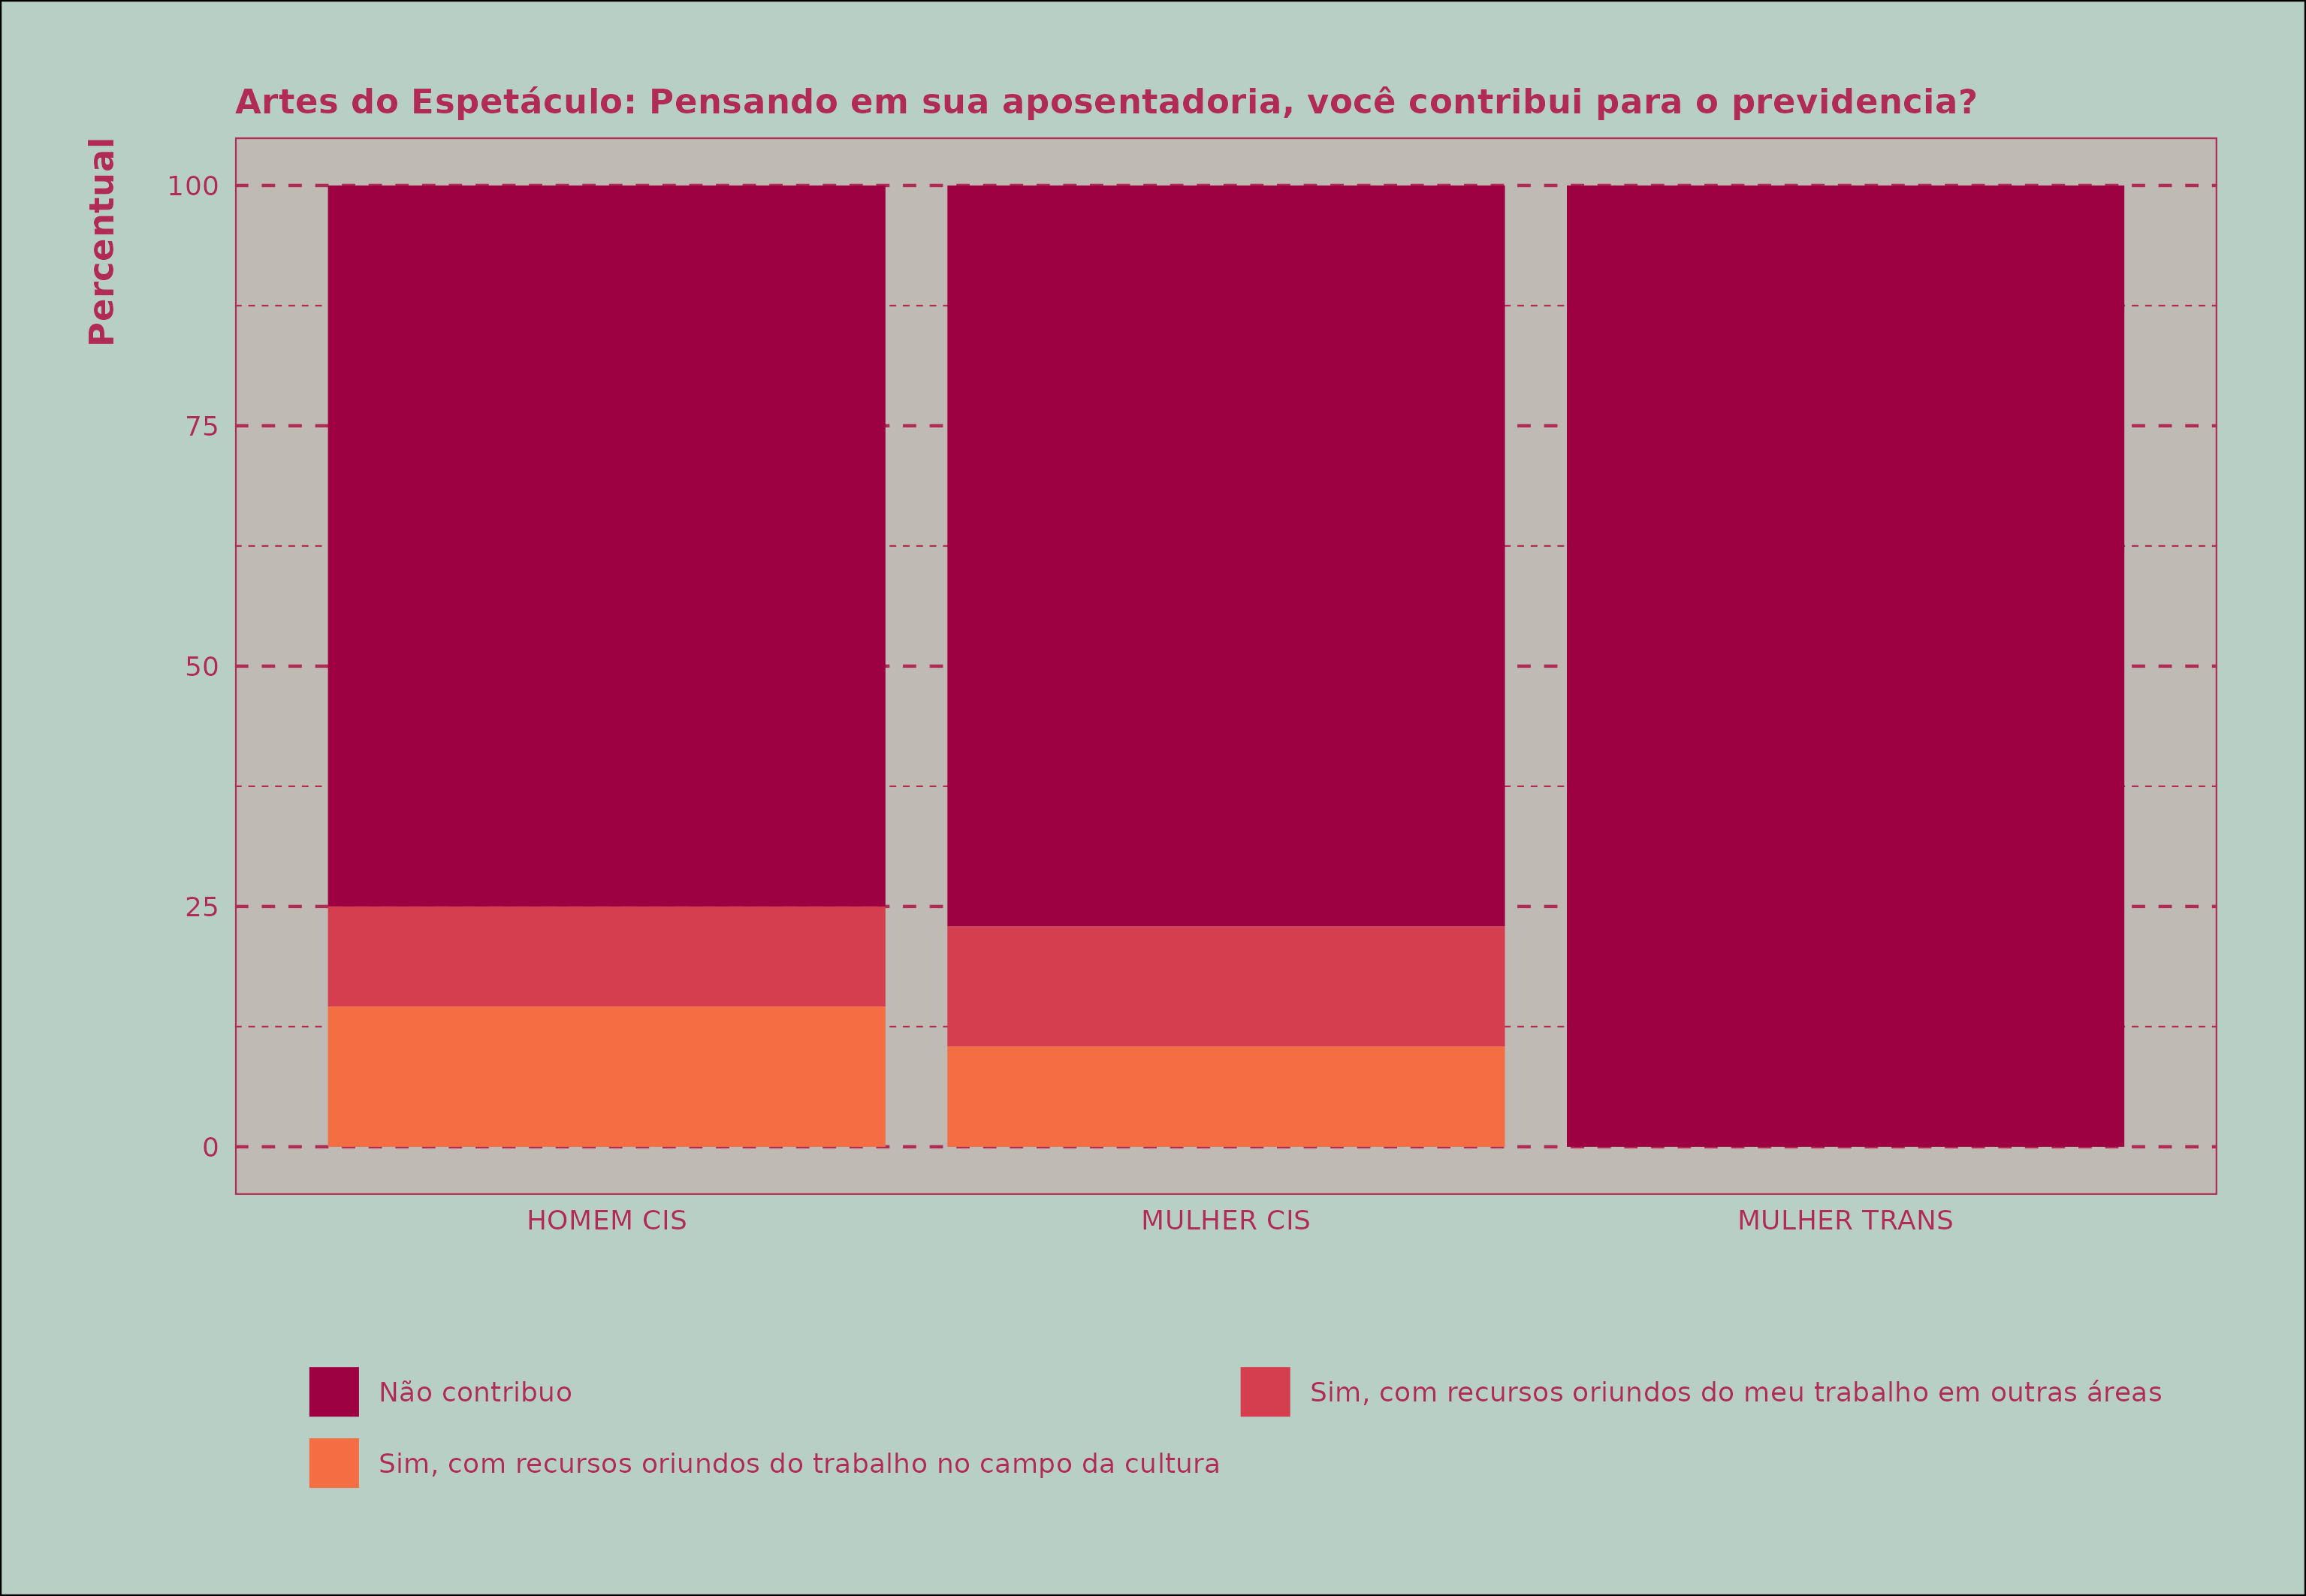 Artes do Espetáculo: Pensando em sua aposentadoria, você contribui para o previdencia?
Percentual
100
75
50
25
0
HOMEM CIS
MULHER CIS
MULHER TRANS
Não contribuo
Sim, com recursos oriundos do meu trabalho em outras áreas
Sim, com recursos oriundos do trabalho no campo da cultura